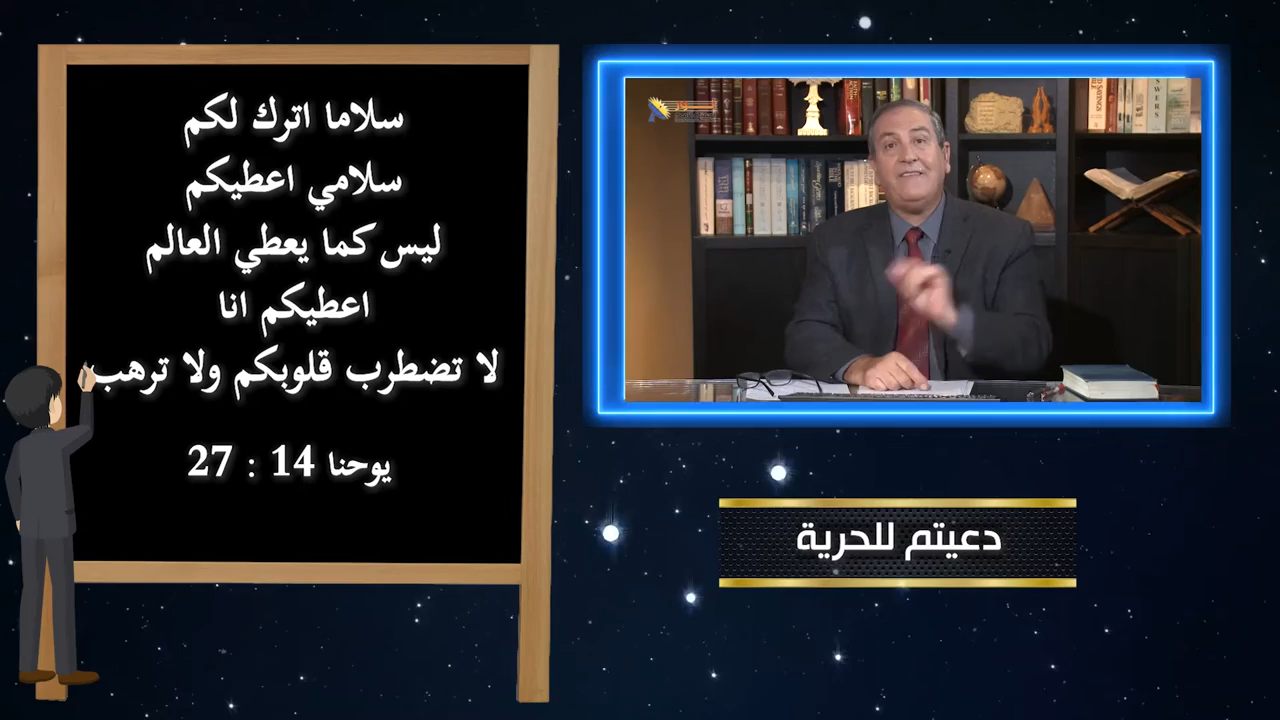 سلاما اترك لكم
سلامي اعطيكم
ليس كما يعطي العالم
اعطيكم انا
لا تضطرب قلوبكم ولا ترهب
يوحنا 14 : 27
دعيتم للحرية